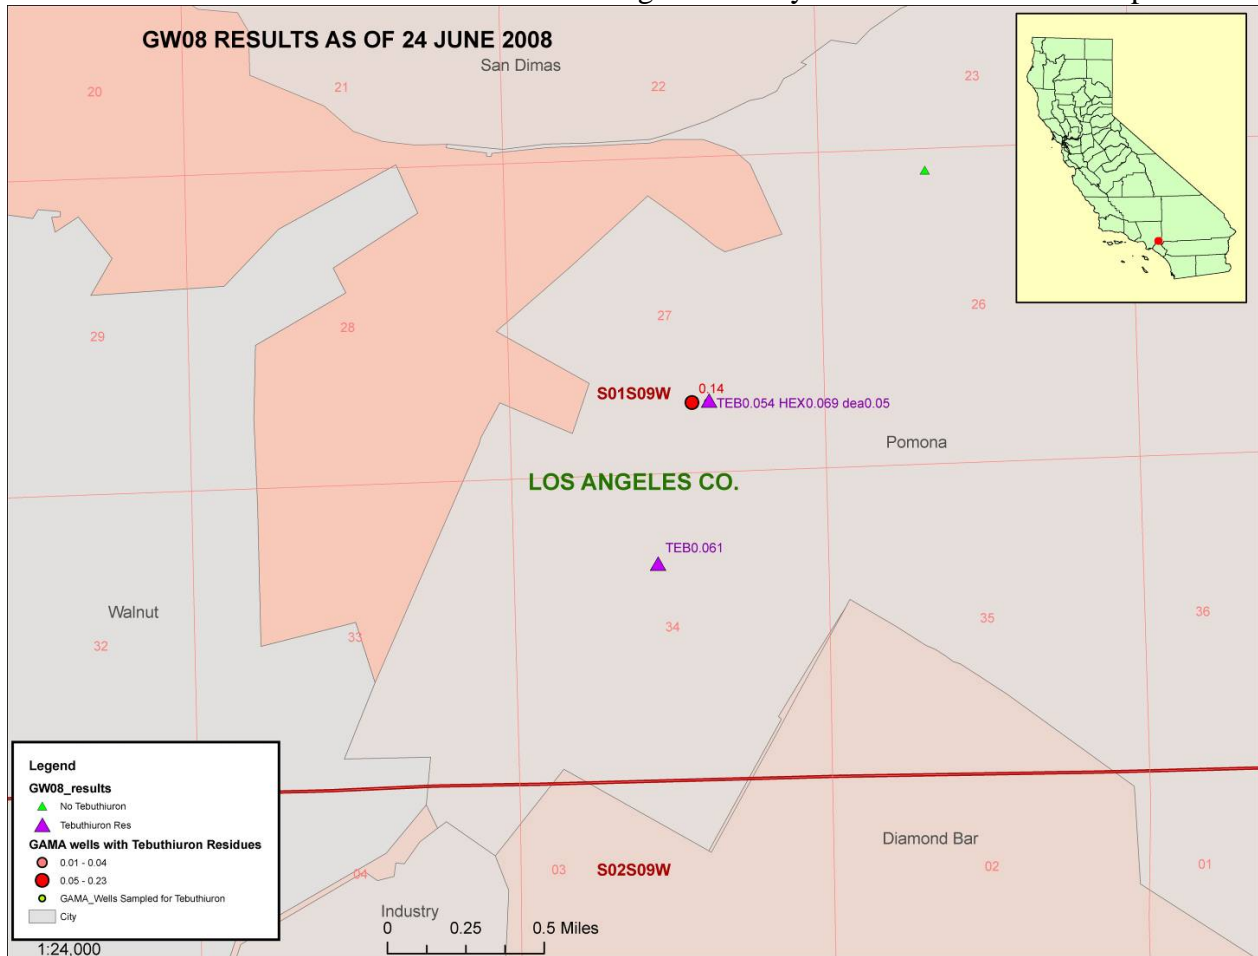 GW08 RESULTS AS OF 24 JUNE 2008
San Dimas
20
21
22
23
29
28
27
26
0.14
S01S09W
TEB0.054 HEX0.069 dea0.05
Pomona
LOS ANGELES CO.
TEB0.061
Walnut
32
33
34
35
36
Legend
GW08_results
No Tebuthiuron
Tebuthiuron Res
GAMA wells with Tebuthiuron Residues
0.01 - 0.04
0.05 - 0.23
GAMA_Wells Sampled for Tebuthiuron
City
1:24,000
04
03
S02S09W
Diamond Bar
02
01
Industry
0 0.25 0.5 Miles